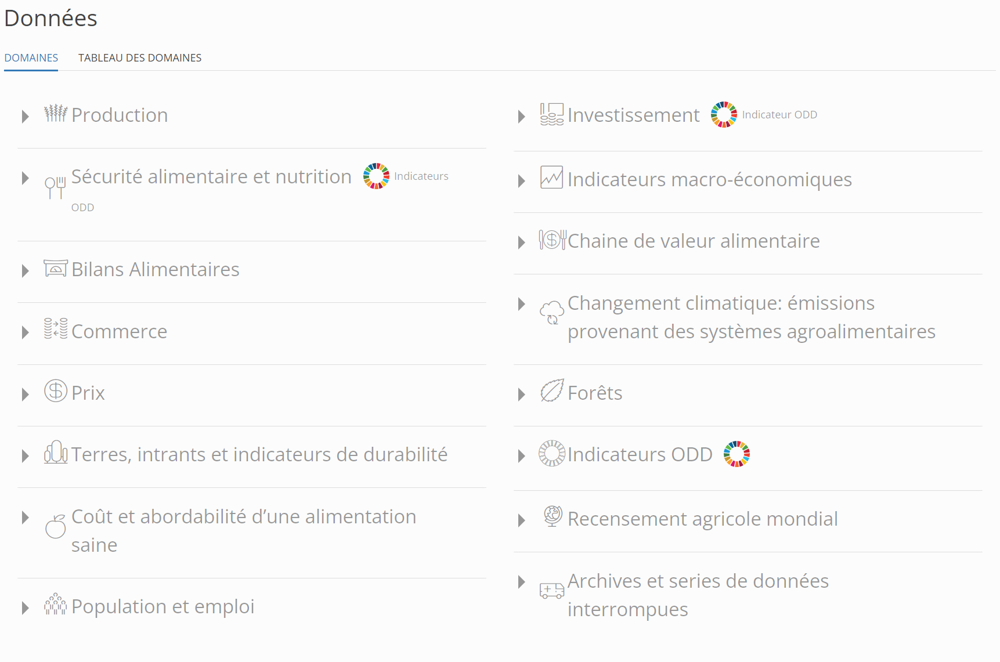 Données
DOMAINES
TABLEAU DES DOMAINES
Production
Sécurité alimentaire et nutrition Indicateurs
ODD
Bilans Alimentaires
Commerce
Prix
Terres, intrants et indicateurs de durabilité
Coût et abordabilité d’une alimentation
saine
Population et emploi
Investissement Indicateur ODD
Indicateurs macro-économiques
Chaine de valeur alimentaire
Changement climatique: émissions
provenant des systèmes agroalimentaires
Forêts
Indicateurs ODD
Recensement agricole mondial
Archives et series de données
interrompues